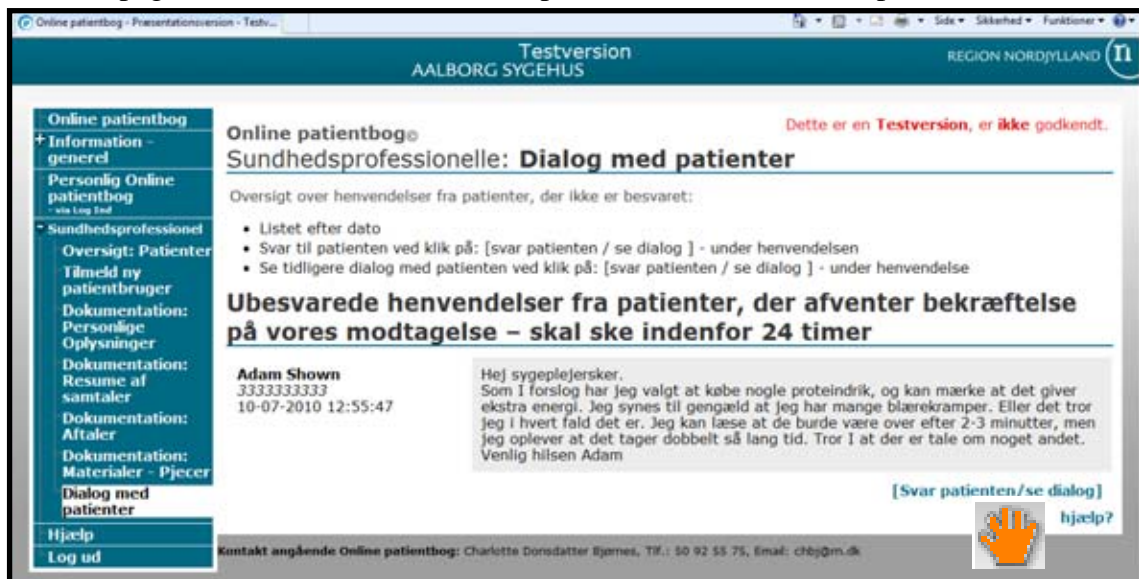 Online patientbog - Præsentationsversion - Testv...
Side Sikkerhed Funktioner
Testversion
AALBORG SYGEHUS
REGION NORDJYLLAND n
Online patientbog
+ Information -
generel
Personlig Online
patientbog
- via Log Ind
- Sundhedsprofessionel
Oversigt: Patienter
Tilmeld ny
patientbruger
Dokumentation:
Personlige
Oplysninger
Dokumentation:
Resume af
samtaler
Dokumentation:
Aftaler
Dokumentation:
Materialer - Pjecer
Dialog med
patienter
Hjælp
Log ud
Dette er en Testversion, er ikke godkendt.
Online patientbog©
Sundhedsprofessionelle: Dialog med patienter
Oversigt over henvendelser fra patienter, der ikke er besvaret:
• Listet efter dato
• Svar til patienten ved klik på: [svar patienten / se dialog ] - under henvendelsen
• Se tidligere dialog med patienten ved klik på: [svar patienten / se dialog ] - under henvendelse
Ubesvarede henvendelser fra patienter, der afventer bekræftelse
på vores modtagelse – skal ske indenfor 24 timer
Adam Shown
3333333333
10-07-2010 12:55:47
Hej sygeplejersker.
Som I forslog har jeg valgt at købe nogle proteindrik, og kan mærke at det giver
ekstra energi. Jeg synes til gengæld at jeg har mange blærekramper. Eller det tror
jeg i hvert fald det er. Jeg kan læse at de burde være over efter 2-3 minutter, men
jeg oplever at det tager dobbelt så lang tid. Tror I at der er tale om noget andet.
Venlig hilsen Adam
[Svar patienten/se dialog]
hjælp?
Kontakt angående Online patientbog: Charlotte Dorisdatter Bjørnes, Tlf.: 50 92 55 75, Email: chbj@rn.dk